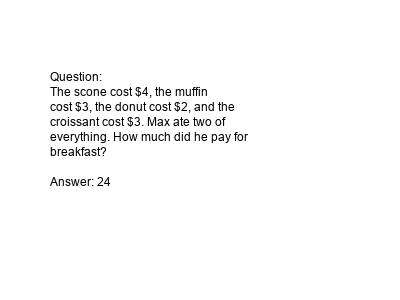 Question:
The scone cost $4, the muffin
cost $3, the donut cost $2, and the
croissant cost $3. Max ate two of
everything. How much did he pay for
breakfast?
Answer: 24